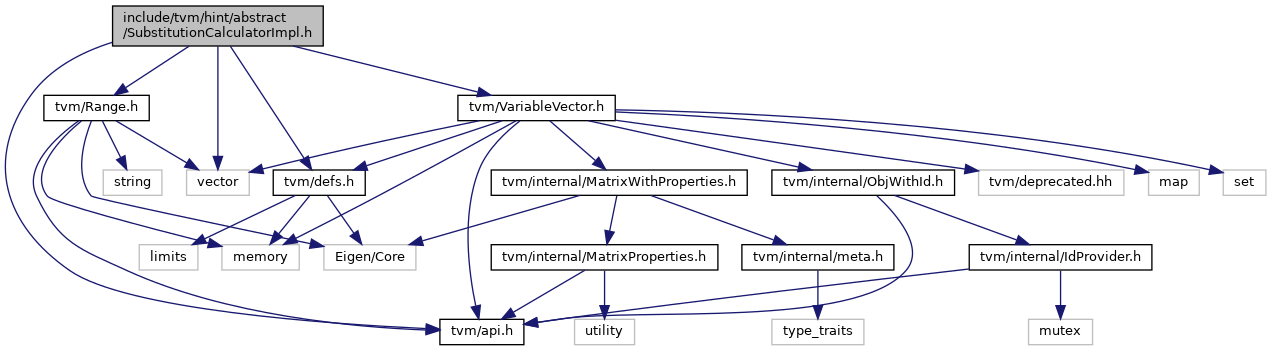 include/tvm/hint/abstract
/SubstitutionCalculatorImpl.h
tvm/Range.h
tvm/VariableVector.h
string
vector
tvm/defs.h
tvm/internal/MatrixWithProperties.h
tvm/internal/ObjWithId.h
tvm/deprecated.hh
map
set
limits
memory
Eigen/Core
tvm/internal/MatrixProperties.h
tvm/internal/meta.h
tvm/internal/IdProvider.h
tvm/api.h
utility
type_traits
mutex